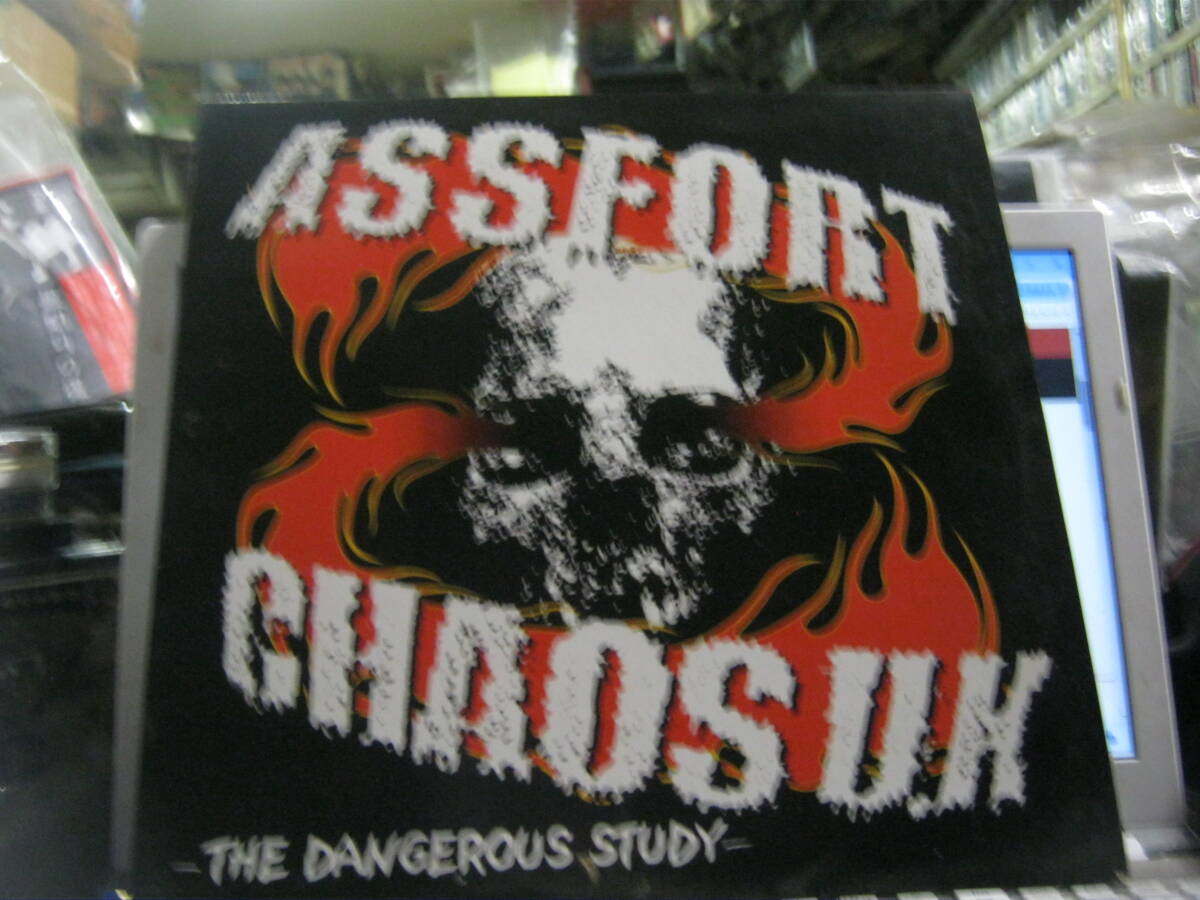 ASSFORT
CHAOS UK
-THE DANGEROUS STUDY-